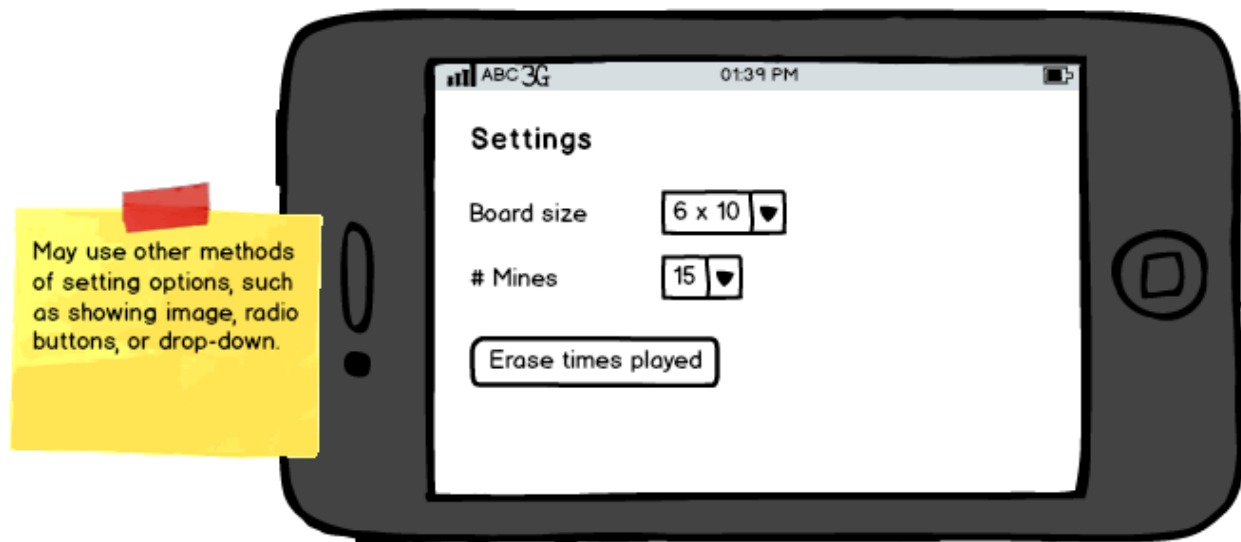 ABC 3G 01:39 PM
Settings
Board size 6 x 10
# Mines 15
Erase times played
May use other methods
of setting options, such
as showing image, radio
buttons, or drop-down.